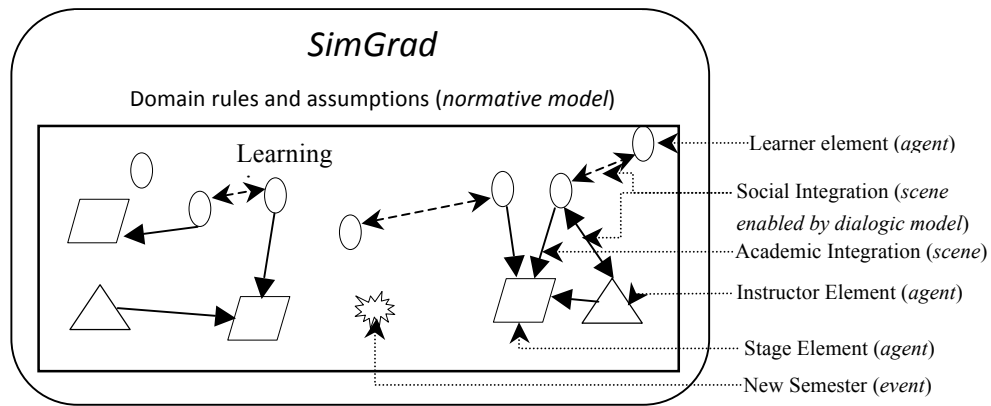 SimGrad
Domain rules and assumptions (normative model)
Learning
Learner element (agent)
Social Integration (scene
enabled by dialogic model)
Academic Integration (scene)
Instructor Element (agent)
Stage Element (agent)
New Semester (event)